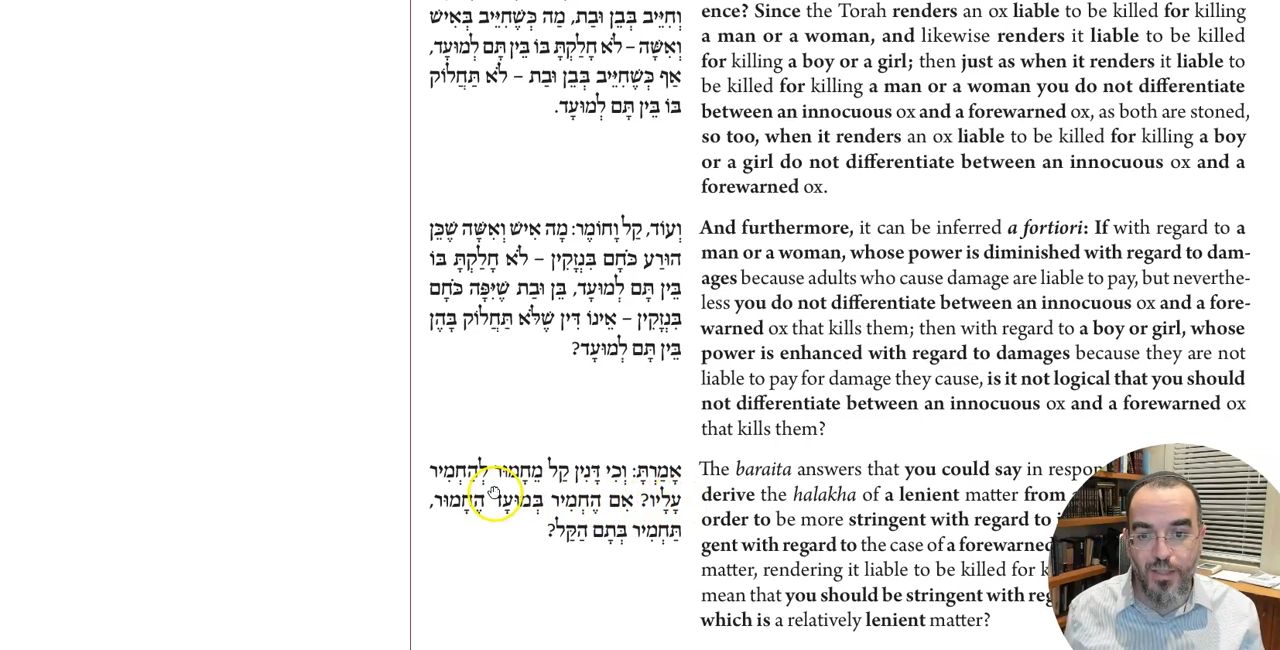 וְחִיֵּיב בְּבֵן וּבַת, מַה כְּשֶׁחִיֵּיב בְּאִישׁ
וְאִשָּׁה – לֹא חָלַקְתָּ בּוֹ בֵּין תָּם לְמוּעָד,
אַף כְּשֶׁחִיֵּיב בְּבֵן וּבַת – לֹא תַּחֲלוֹק
בּוֹ בֵּין תָּם לְמוּעָד.
וְעוֹד, קַל וָחוֹמֶר: מָה אִישׁ וְאִשָּׁה שֶׁכֵּן
הוּרַע כֹּחָם בִּנְזָקִין – לֹא חָלַקְתָּ בּוֹ
בֵּין תָּם לְמוּעָד, בֵּן וּבַת שֶׁיִּפָּה כֹּחָם
בִּנְזָקִין – אֵינוֹ דִּין שֶׁלֹּא תַּחֲלוֹק בָּהֶן
בֵּין תָּם לְמוּעָד?
אָמַרְתָּ: וְכִי דָּנִין קַל מֵחָמוּר לְהַחְמִיר
עָלָיו? אִם הֶחְמִיר בְּמוּעָד הֶחָמוּר,
תַּחְמִיר בְּתָם הַקַּל?
ence? Since the Torah renders an ox liable to be killed for killing
a man or a woman, and likewise renders it liable to be killed
for killing a boy or a girl; then just as when it renders it liable to
be killed for killing a man or a woman you do not differentiate
between an innocuous ox and a forewarned ox, as both are stoned,
so too, when it renders an ox liable to be killed for killing a boy
or a girl do not differentiate between an innocuous ox and a
forewarned ox.
And furthermore, it can be inferred a fortiori: If with regard to a
man or a woman, whose power is diminished with regard to dam-
ages because adults who cause damage are liable to pay, but neverthe-
less you do not differentiate between an innocuous ox and a fore-
warned ox that kills them; then with regard to a boy or girl, whose
power is enhanced with regard to damages because they are not
liable to pay for damage they cause, is it not logical that you should
not differentiate between an innocuous ox and a forewarned ox
that kills them?
The baraita answers that you could say in
derive the halakha of a lenient matter from
order to be more stringent with regard to
gent with regard to the case of a forewarned
matter, rendering it liable to be killed for
mean that you should be stringent with
which is a relatively lenient matter?